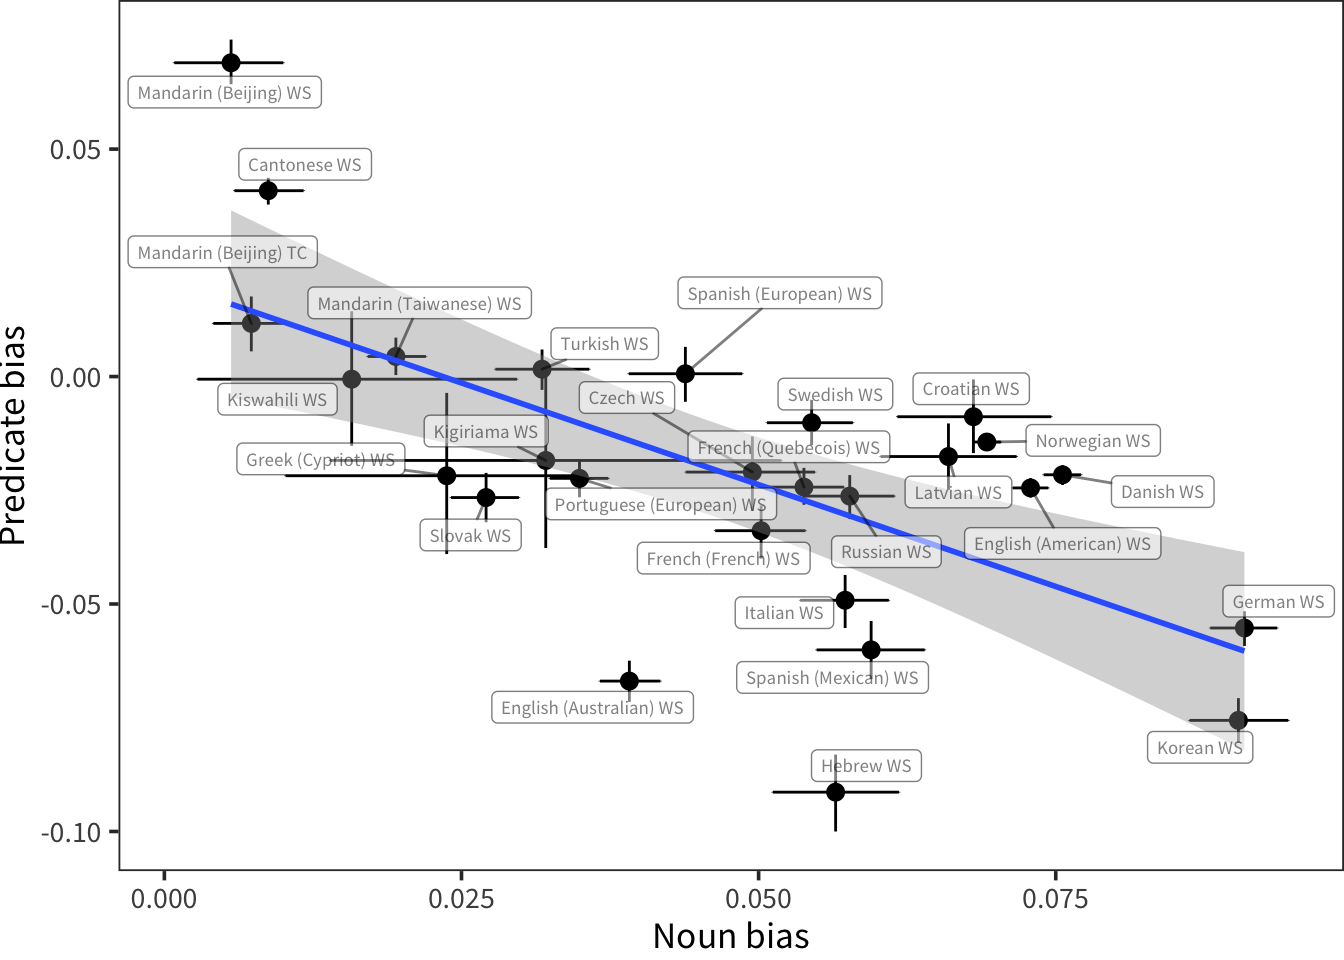 Mandarin (Beijing) WS
0.05
Cantonese WS
Mandarin (Beijing) TC
Spanish (European) WS
Mandarin (Taiwanese) WS
Turkish WS
0.00
Croatian WS
Swedish WS
Czech WS
Kiswahili WS
Kigiriama WS
Norwegian WS
French (Quebecois) WS
Greek (Cypriot) WS
Danish WS
Latvian WS
Portuguese (European) WS
Slovak WS
English (American) WS
Russian WS
French (French) WS
-0.05
German WS
Italian WS
Spanish (Mexican) WS
English (Australian) WS
Korean WS
Hebrew WS
-0.10
Predicate bias
0.000 0.025 0.050 0.075
Noun bias